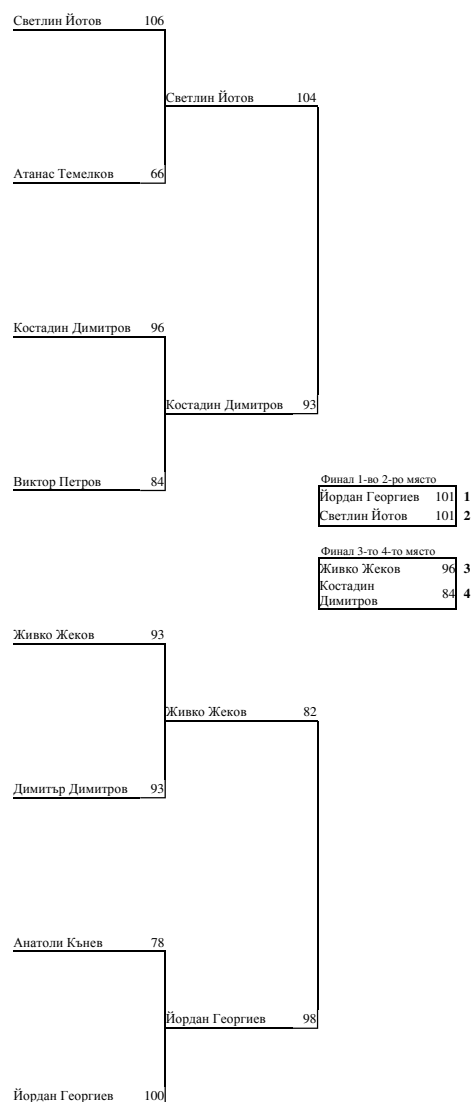 Светлин Йотов 106
Светлин Йотов 104
Атанас Темелков 66
Костадин Димитров 96
Костадин Димитров 93
Виктор Петров 84
Финал 1-во 2-ро място
Йордан Георгиев 101 1
Светлин Йотов 101 2
Финал 3-то 4-то място
Живко Жеков 96 3
Костадин
Димитров 84 4
Живко Жеков 93
Живко Жеков 82
Димитър Димитров 93
Анатоли Кънев 78
Йордан Георгиев 98
Йордан Георгиев 100